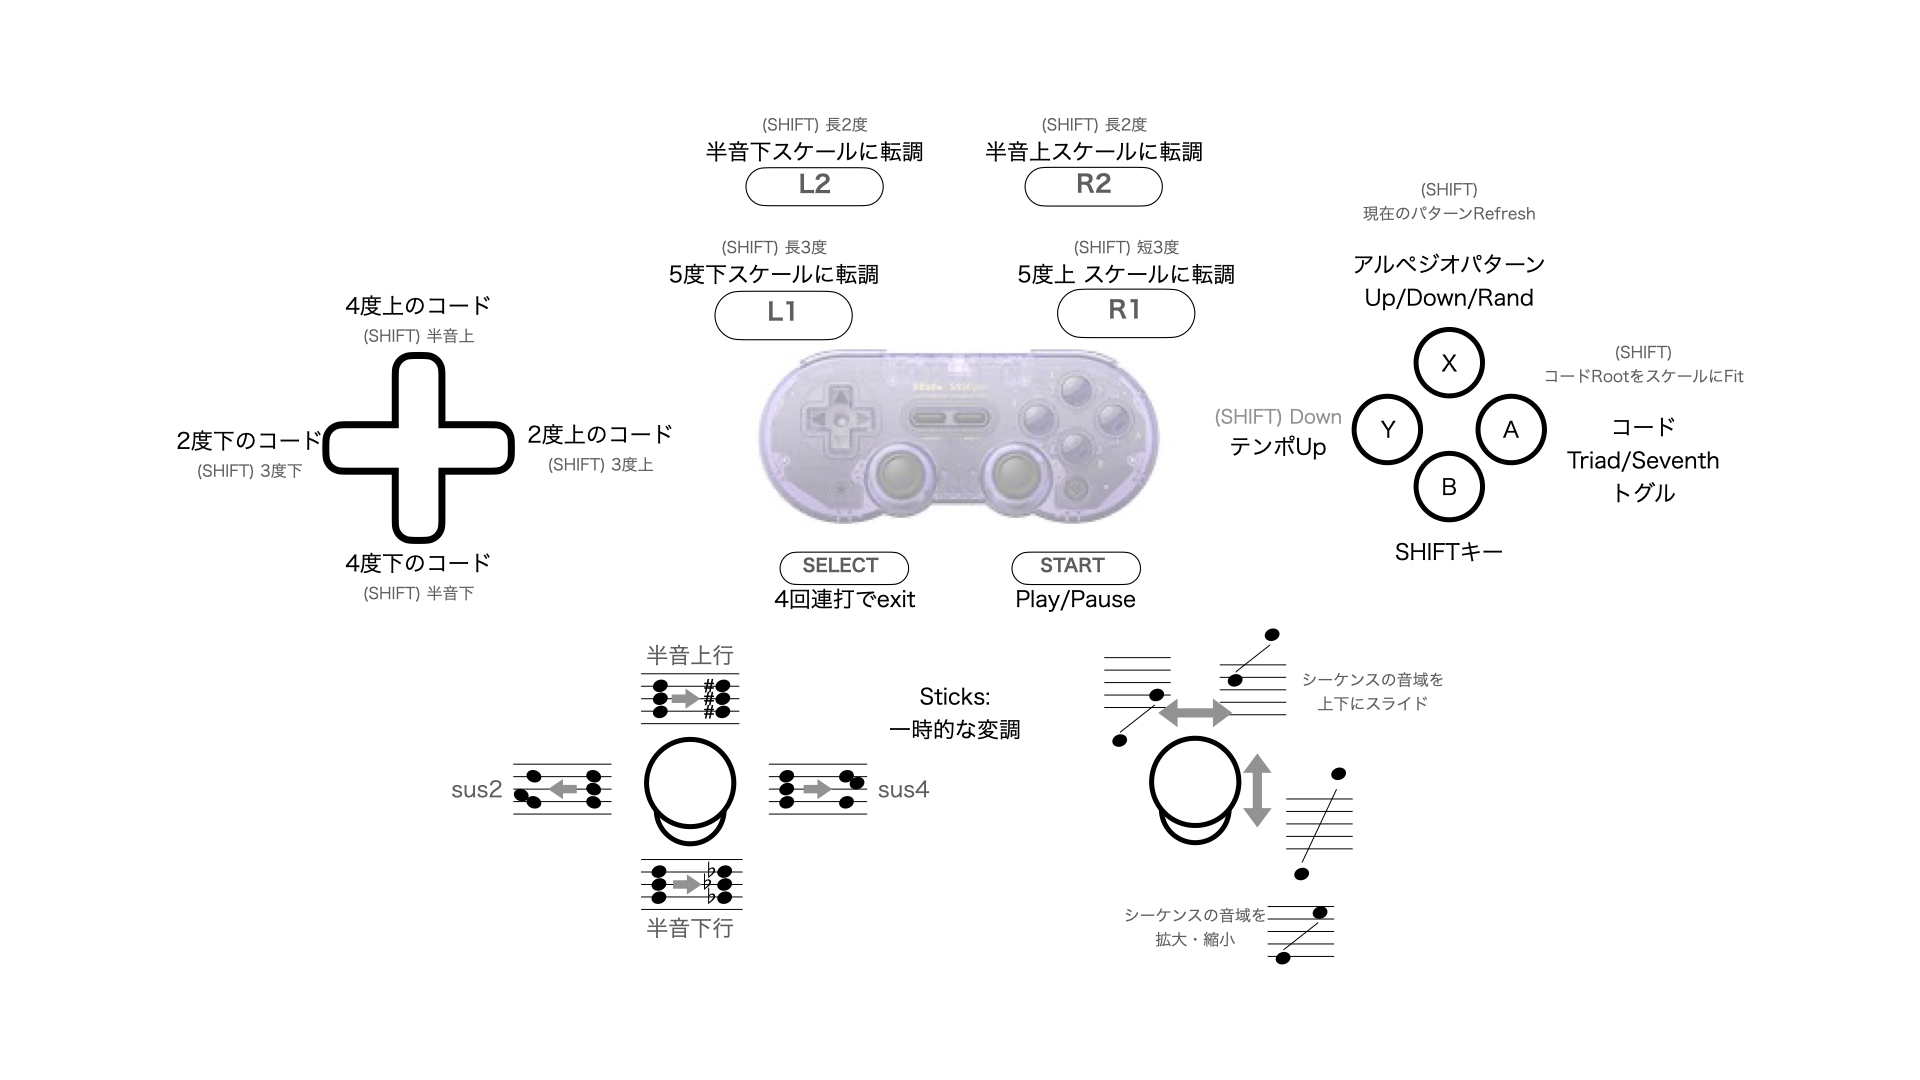 (SHIFT) 長2度
半音下スケールに転調
L2
(SHIFT) 長2度
半音上スケールに転調
R2
(SHIFT) 長3度
5度下スケールに転調
L1
(SHIFT) 短3度
5度上 スケールに転調
R1
4度上のコード
(SHIFT) 半音上
2度下のコード
(SHIFT) 3度下
2度上のコード
(SHIFT) 3度上
4度下のコード
(SHIFT) 半音下
(SHIFT)
現在のパターンRefresh
アルペジオパターン
Up/Down/Rand
X
(SHIFT)
コードRootをスケールにFit
(SHIFT) Down
テンポUp
Y
A
コード
Triad/Seventh
トグル
B
SHIFTキー
SELECT
4回連打でexit
START
Play/Pause
半音上行
sus2
sus4
半音下行
Sticks:
一時的な変調
シーケンスの音域を
上下にスライド
シーケンスの音域を
拡大・縮小